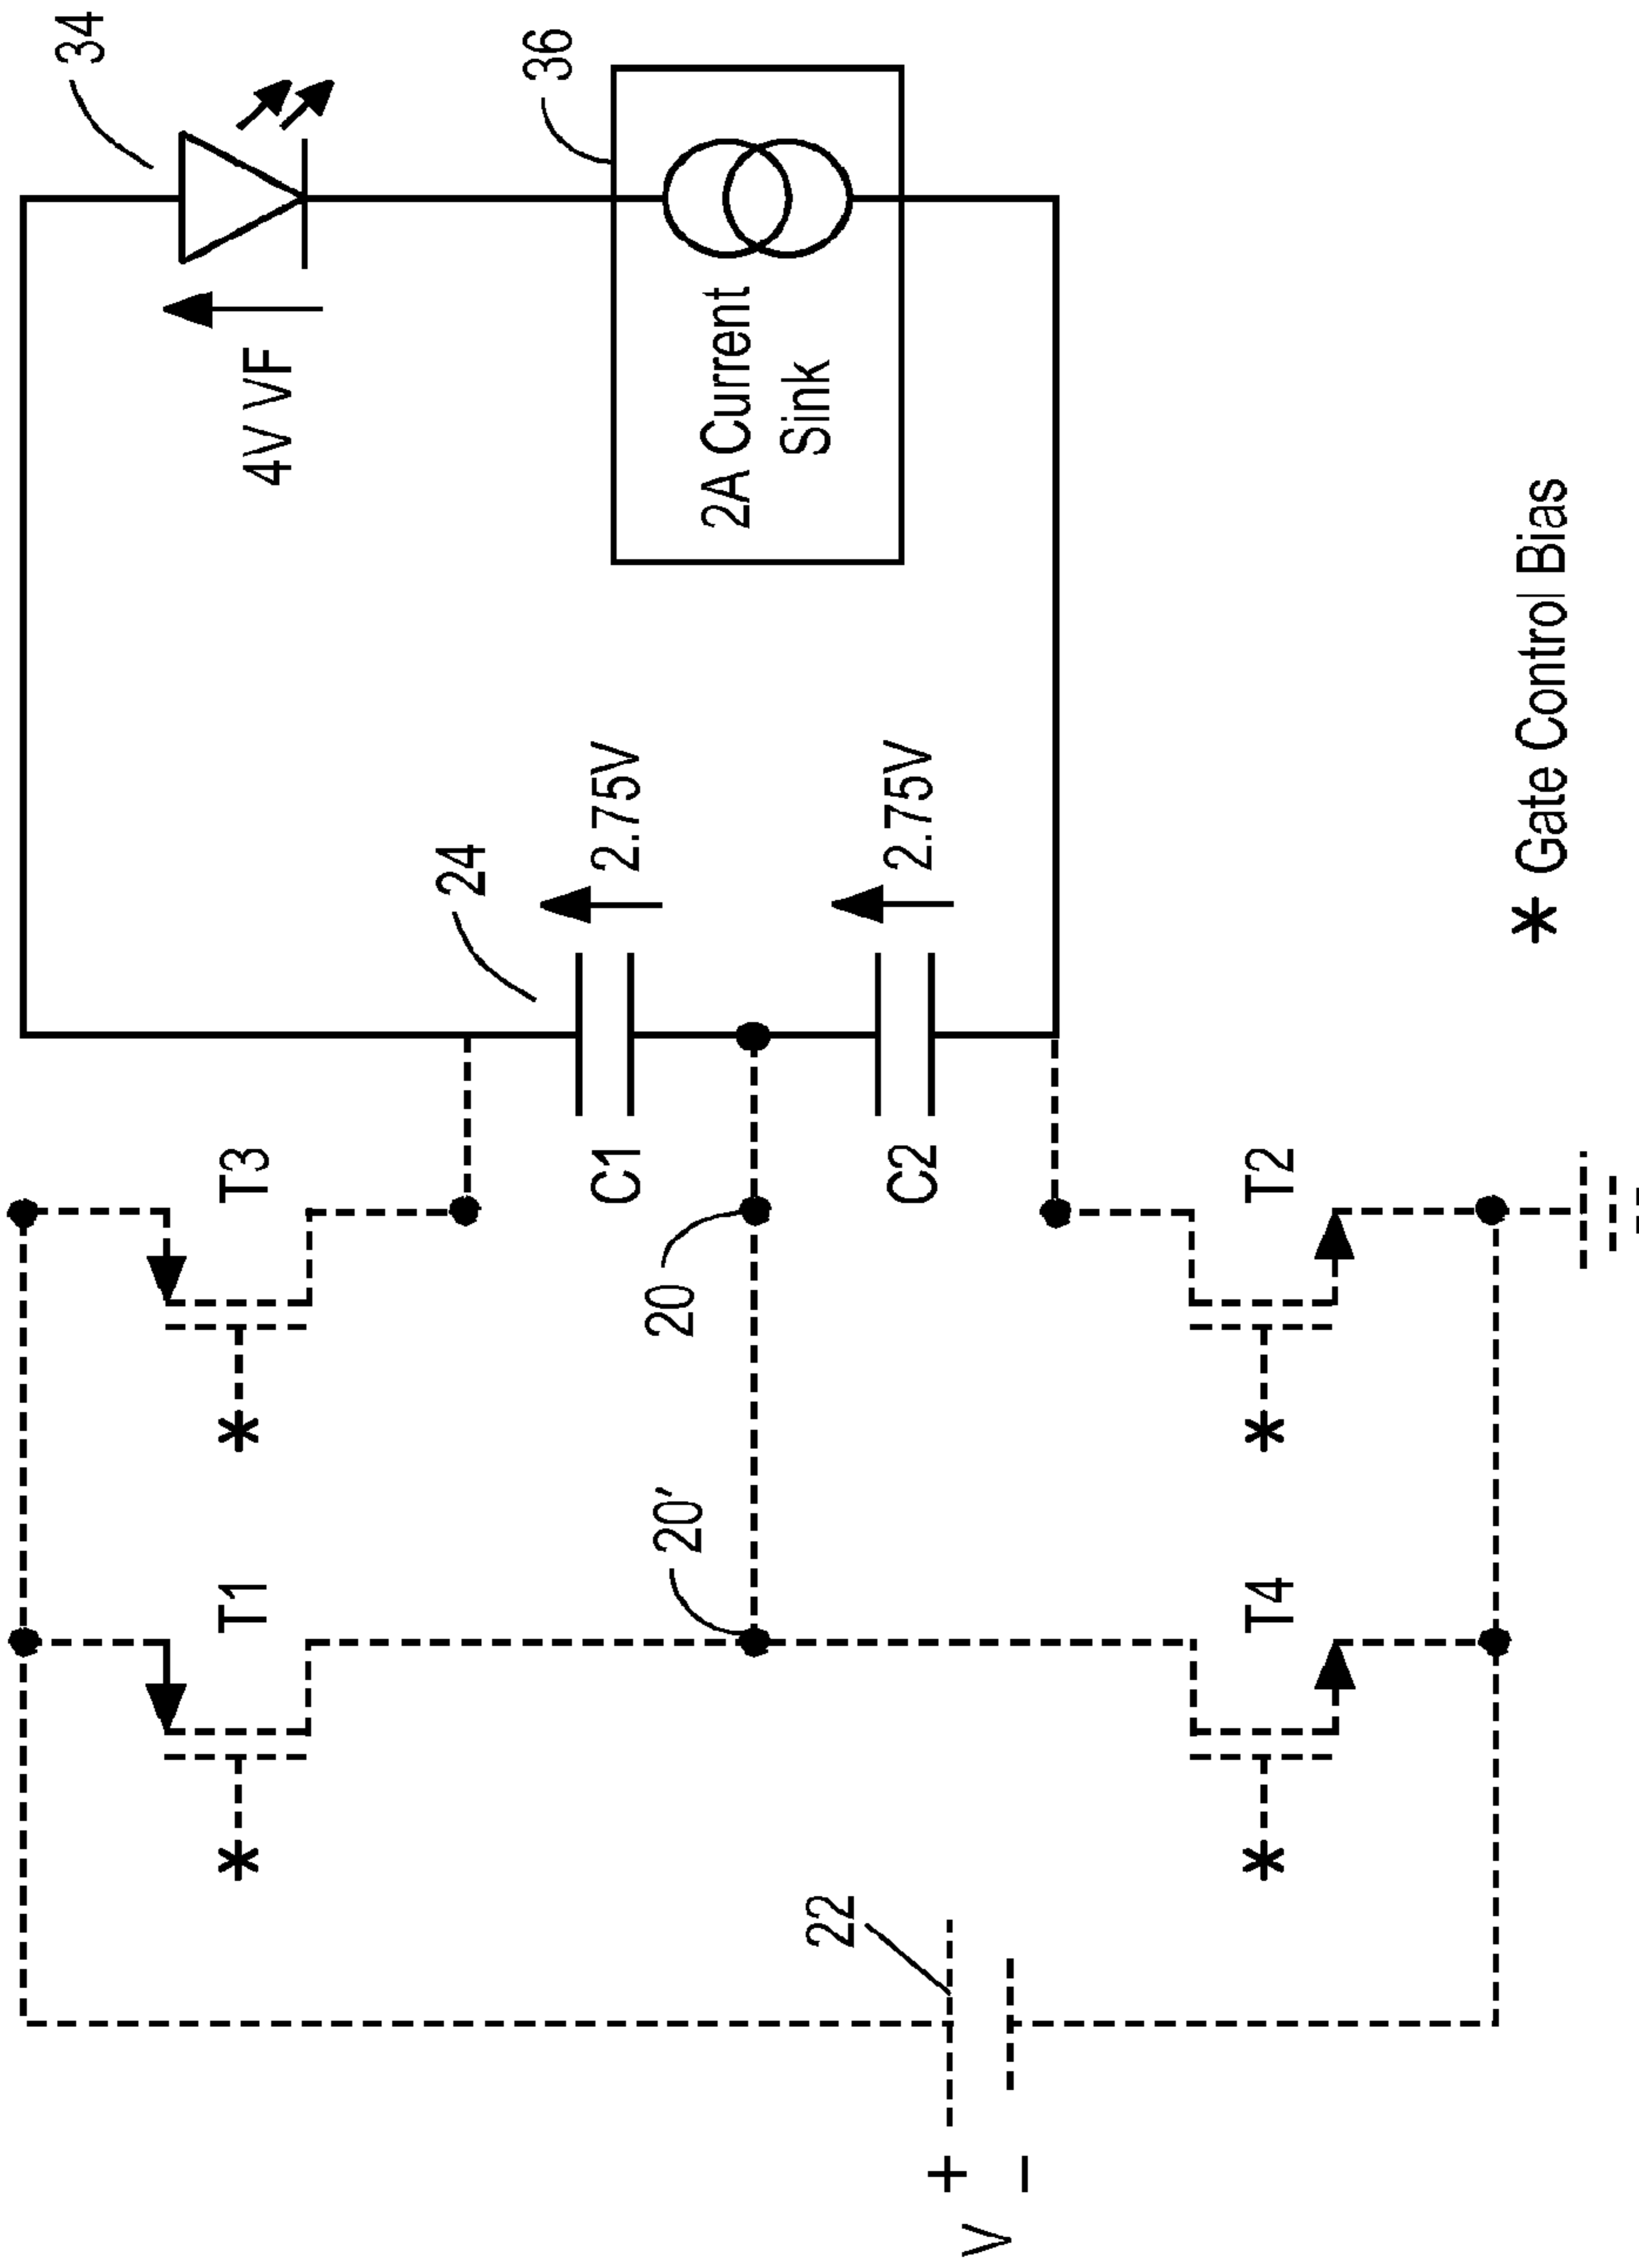 34
4V VF
36
2A Current
Sink
24
2.75V
2.75V
C1
C2
T3
T2
20
T1
20′
T4
22
V
+
–
* Gate Control Bias
*
*
*
*